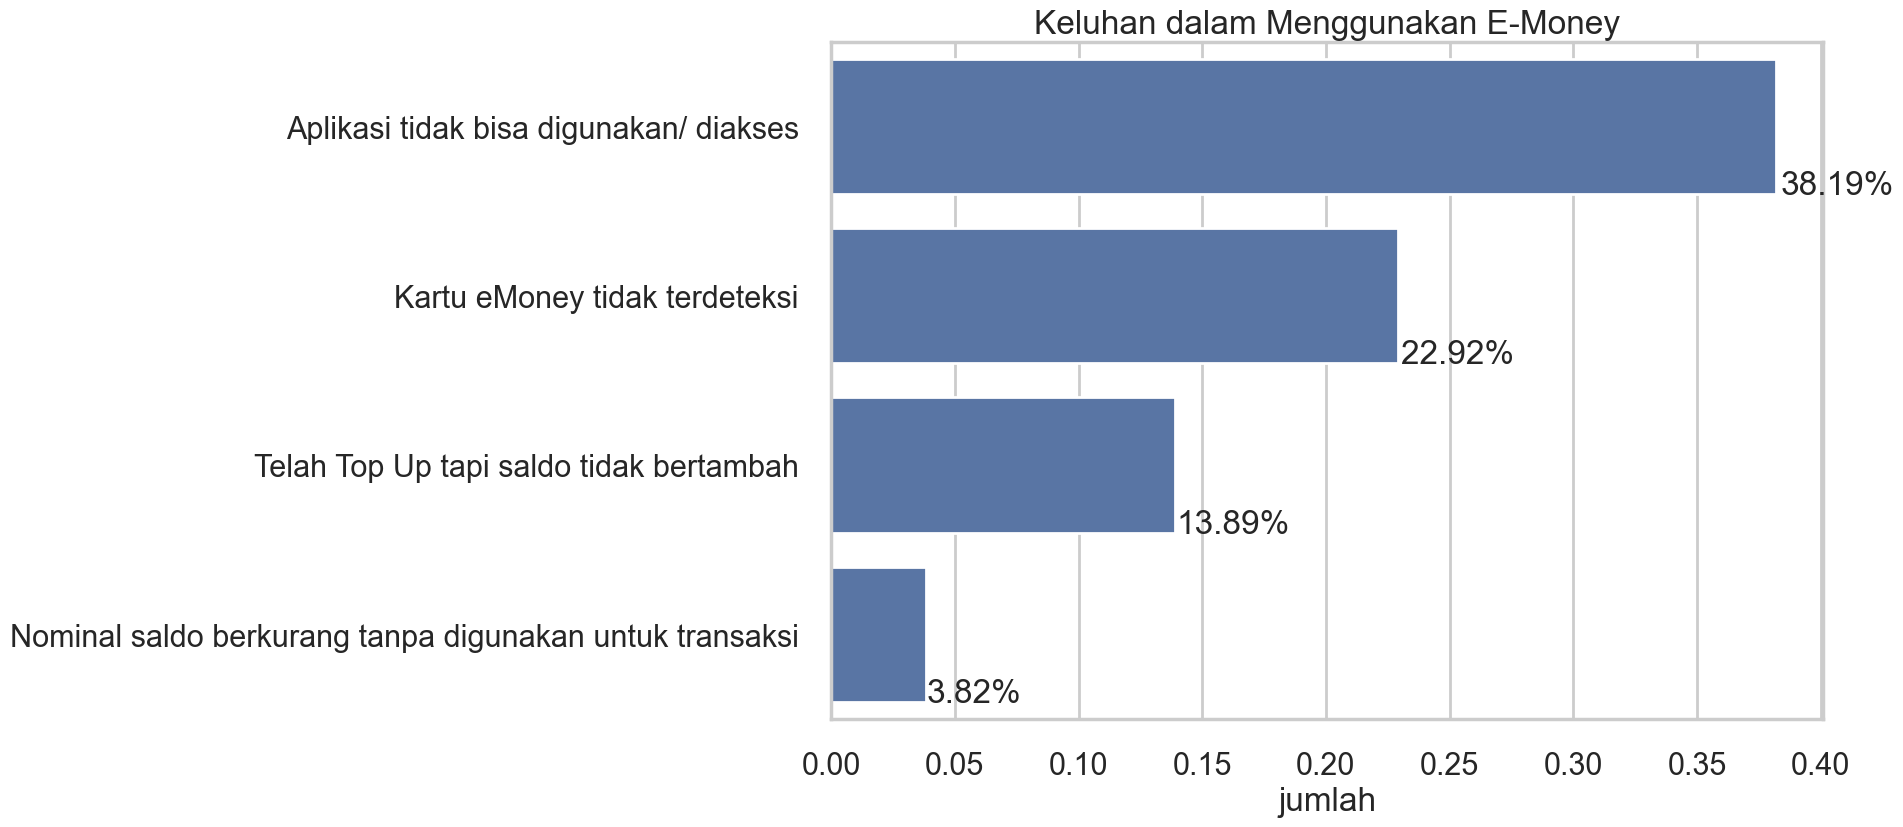 Keluhan dalam Menggunakan E-Money
Aplikasi tidak bisa digunakan/ diakses
38.19%
Kartu eMoney tidak terdeteksi
22.92%
Telah Top Up tapi saldo tidak bertambah
13.89%
Nominal saldo berkurang tanpa digunakan untuk transaksi
3.82%
0.00 0.05 0.10 0.15 0.20 0.25 0.30 0.35 0.40
jumlah